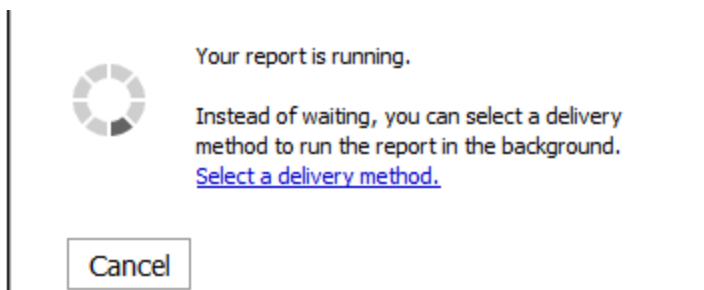 Your report is running.
Instead of waiting, you can select a delivery
method to run the report in the background.
Select a delivery method.
Cancel